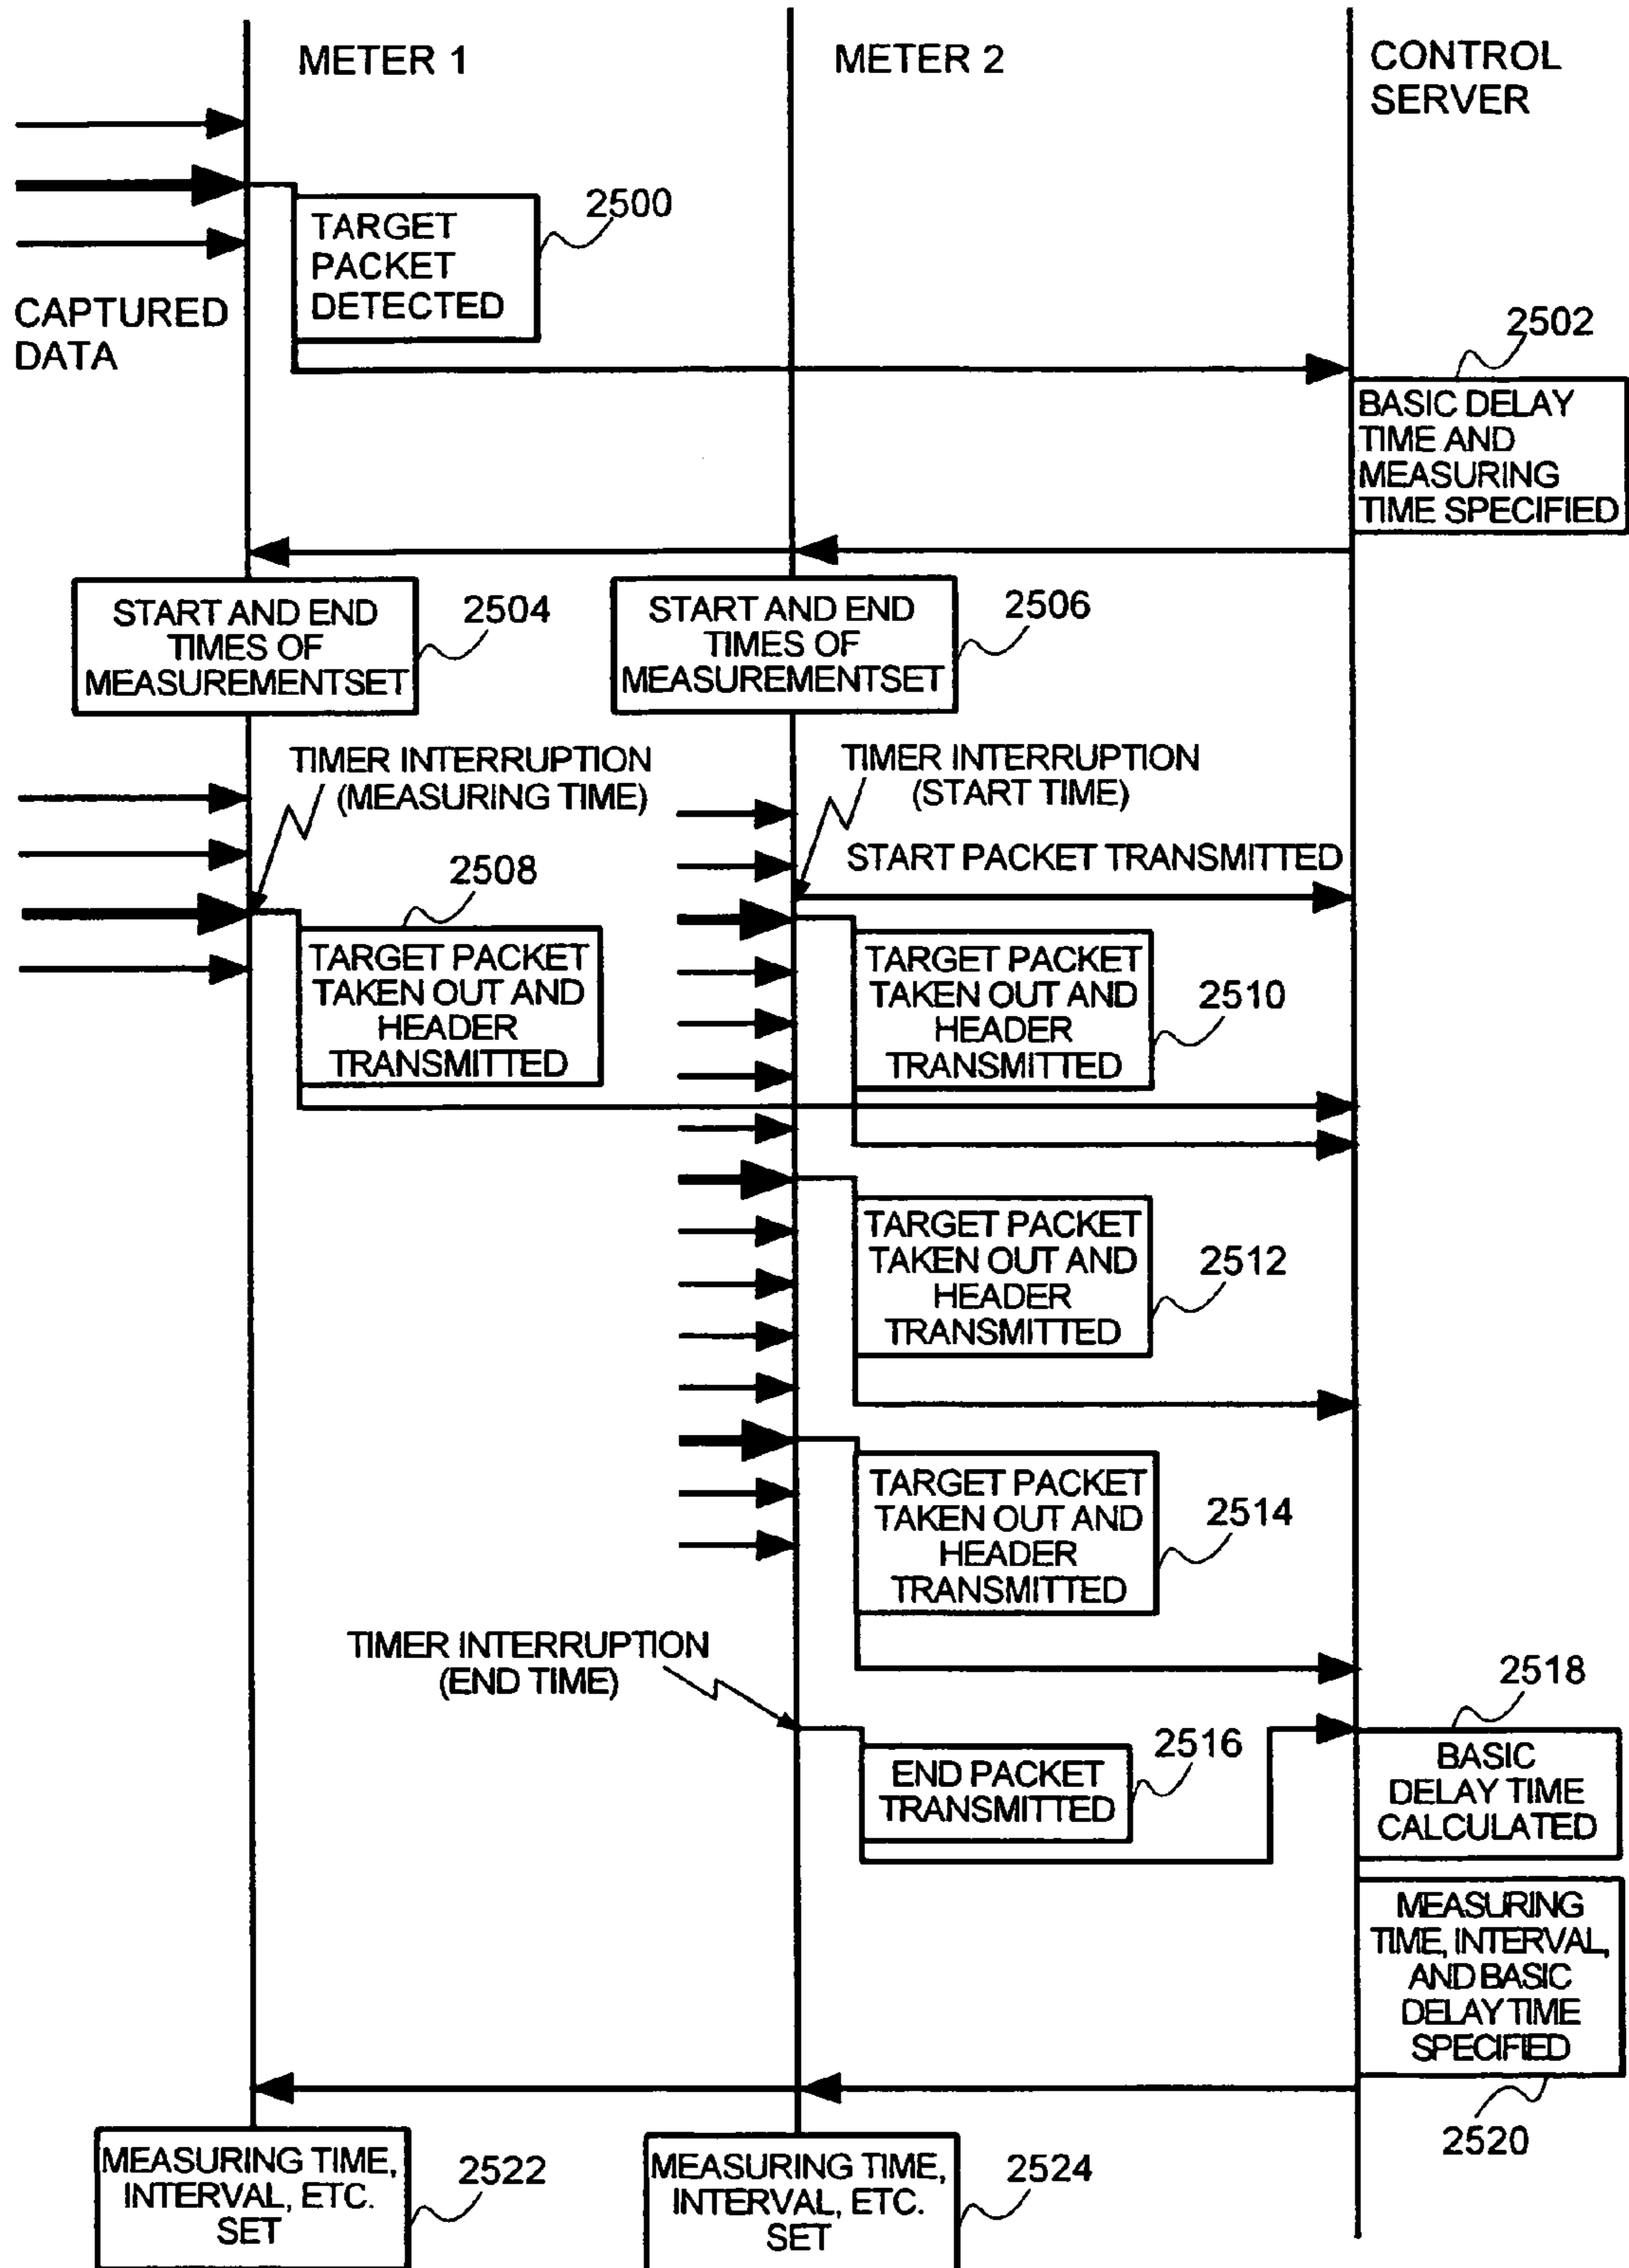 METER 1
METER 2
CONTROL
SERVER
2500
TARGET
PACKET
DETECTED
CAPTURED
DATA
2502
BASIC DELAY
TIME AND
MEASURING
TIME SPECIFIED
START AND END
TIMES OF
MEASUREMENTSET
2504
START AND END
TIMES OF
MEASUREMENTSET
2506
TIMER INTERRUPTION
(MEASURING TIME)
TIMER INTERRUPTION
(START TIME)
START PACKET TRANSMITTED
2508
TARGET PACKET
TAKEN OUT AND
HEADER
TRANSMITTED
TARGET PACKET
TAKEN OUT AND
HEADER
TRANSMITTED
2510
TARGET PACKET
TAKEN OUT AND
HEADER
TRANSMITTED
2512
TARGET PACKET
TAKEN OUT AND
HEADER
TRANSMITTED
2514
TIMER INTERRUPTION
(END TIME)
2516
END PACKET
TRANSMITTED
2518
BASIC
DELAY TIME
CALCULATED
MEASURING
TIME, INTERVAL,
AND BASIC
DELAY TIME
SPECIFIED
2520
MEASURING TIME,
INTERVAL, ETC.
SET
2522
MEASURING TIME,
INTERVAL, ETC.
SET
2524